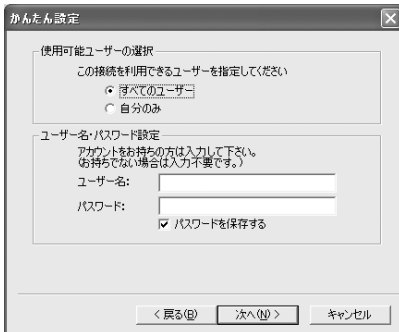 かんたん設定
使用可能ユーザーの選択
この接続を利用できるユーザーを指定してください
すべてのユーザー
自分のみ
ユーザー名・パスワード設定
アカウントをお持ちの方は入力して下さい。
(お持ちでない場合は入力不要です。)
ユーザー名:
パスワード:
パスワードを保存する
< 戻る(B)
次へ(N) >
キャンセル